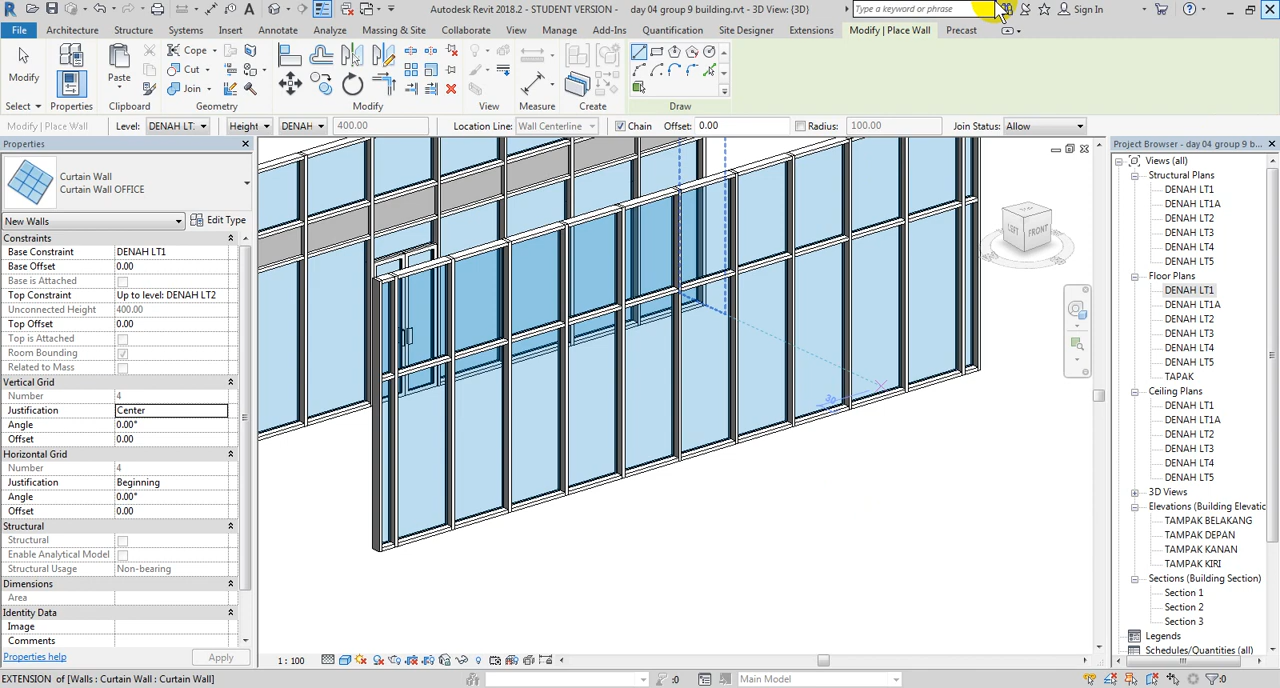 Autodesk Revit 2018.2 - STUDENT VERSION - day 04 group 9 building.rvt - 3D View: {3D}
Type a keyword or phrase
Sign In
File Architecture Structure Systems Insert Annotate Analyze Massing & Site Collaborate View Manage Add-Ins Quantification Site Designer Extensions Modify | Place Wall Precast
Modify
Properties
Paste
Cope
Cut
Join
Select Properties Clipboard Geometry Modify View Measure Create Draw
Modify | Place Wall Level: DENAH LT: Height DENAH 400.00 Location Line: Wall Centerline Chain Offset: 0.00 Radius: 100.00 Join Status: Allow
Properties
Curtain Wall
Curtain Wall OFFICE
New Walls Edit Type
Constraints
Base Constraint DENAH LT1
Base Offset 0.00
Base is Attached
Top Constraint Up to level: DENAH LT2
Unconnected Height 400.00
Top Offset 0.00
Top is Attached
Room Bounding
Related to Mass
Vertical Grid
Number 4
Justification Center
Angle 0.00°
Offset 0.00
Horizontal Grid
Number 4
Justification Beginning
Angle 0.00°
Offset 0.00
Structural
Structural
Enable Analytical Model
Structural Usage Non-bearing
Dimensions
Area
Identity Data
Image
Comments
Properties help Apply
TOP
LEFT FRONT
Project Browser - day 04 group 9 b...
Views (all)
Structural Plans
DENAH LT1
DENAH LT1A
DENAH LT2
DENAH LT3
DENAH LT4
DENAH LT5
Floor Plans
DENAH LT1
DENAH LT1A
DENAH LT2
DENAH LT3
DENAH LT4
DENAH LT5
TAPAK
Ceiling Plans
DENAH LT1
DENAH LT1A
DENAH LT2
DENAH LT3
DENAH LT4
DENAH LT5
3D Views
Elevations (Building Elevatic
TAMPAK BELAKANG
TAMPAK DEPAN
TAMPAK KANAN
TAMPAK KIRI
Sections (Building Section)
Section 1
Section 2
Section 3
Legends
Schedules/Quantities (all)
1 : 100
EXTENSION of [Walls : Curtain Wall : Curtain Wall] :0 Main Model :0